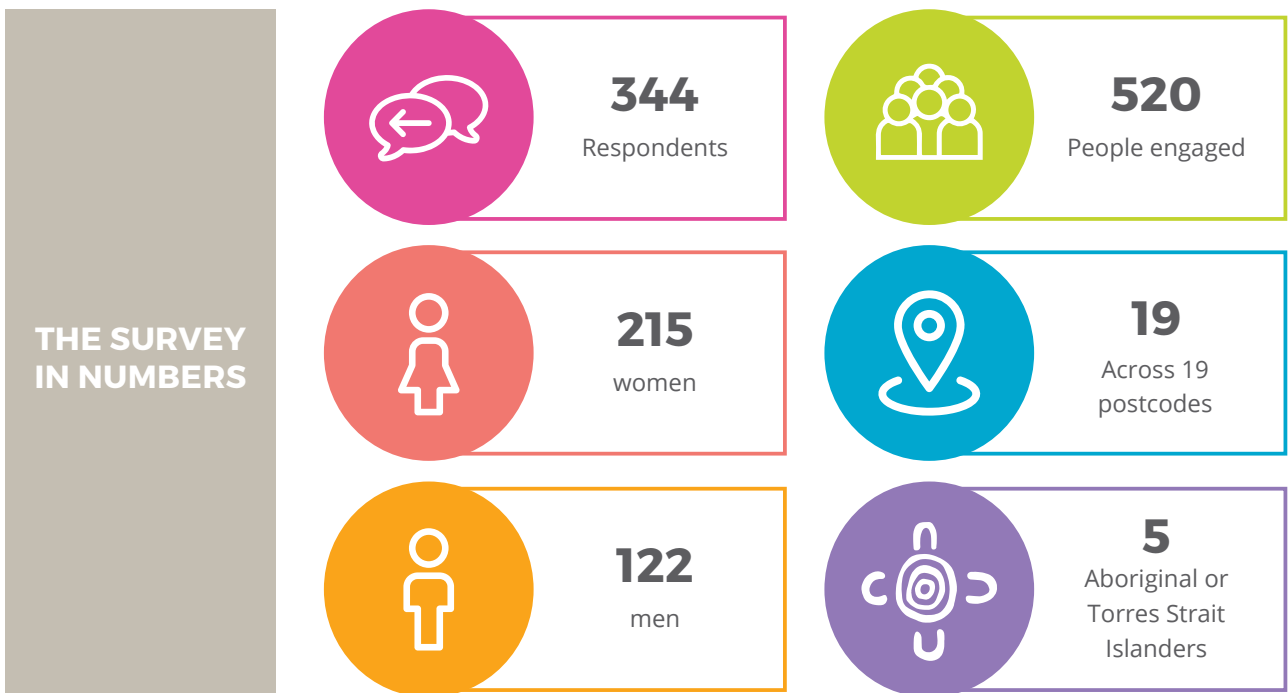 THE SURVEY
IN NUMBERS
344
Respondents
520
People engaged
215
women
19
Across 19
postcodes
122
men
5
Aboriginal or
Torres Strait
Islanders